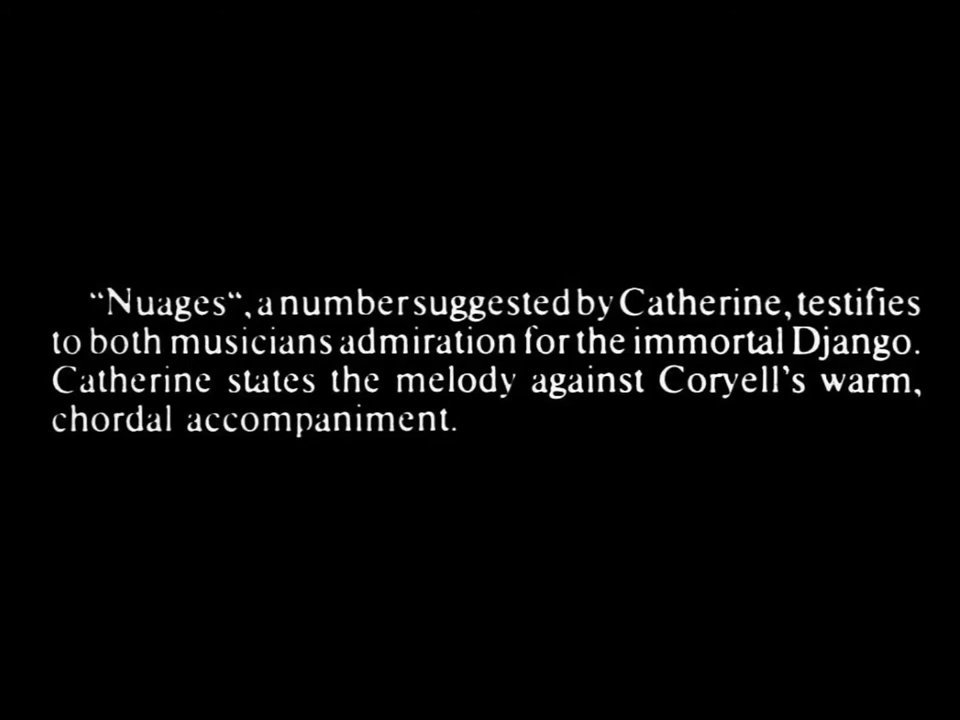 “Nuages“, a number suggested by Catherine, testifies
to both musicians admiration for the immortal Django.
Catherine states the melody against Coryell's warm,
chordal accompaniment.